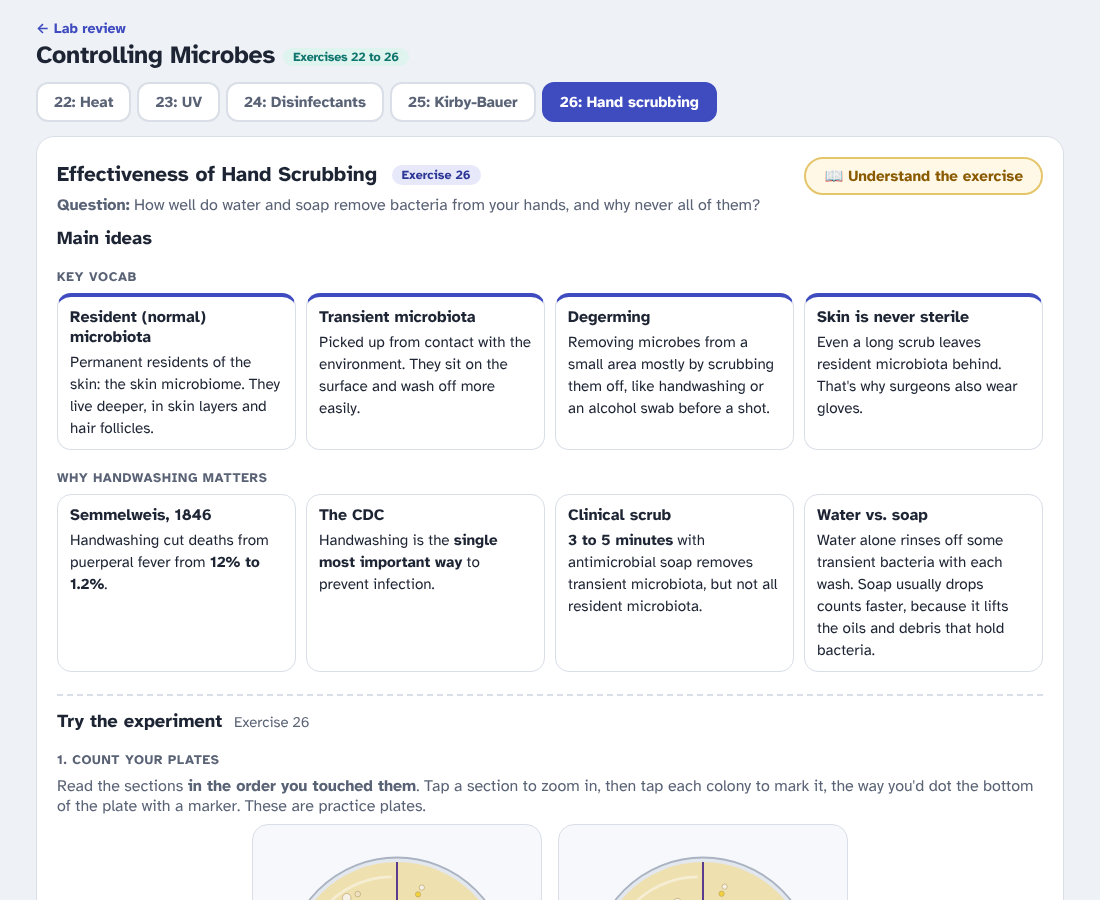 ← Lab review
Controlling Microbes Exercises 22 to 26
22: Heat 23: UV 24: Disinfectants 25: Kirby-Bauer 26: Hand scrubbing
Effectiveness of Hand Scrubbing Exercise 26
📖 Understand the exercise
Question: How well do water and soap remove bacteria from your hands, and why never all of them?
Main ideas
KEY VOCAB
Resident (normal)
microbiota
Permanent residents of the
skin: the skin microbiome. They
live deeper, in skin layers and
hair follicles.
Transient microbiota
Picked up from contact with the
environment. They sit on the
surface and wash off more
easily.
Degerming
Removing microbes from a
small area mostly by scrubbing
them off, like handwashing or
an alcohol swab before a shot.
Skin is never sterile
Even a long scrub leaves
resident microbiota behind.
That's why surgeons also wear
gloves.
WHY HANDWASHING MATTERS
Semmelweis, 1846
Handwashing cut deaths from
puerperal fever from 12% to
1.2%.
The CDC
Handwashing is the single
most important way to
prevent infection.
Clinical scrub
3 to 5 minutes with
antimicrobial soap removes
transient microbiota, but not all
resident microbiota.
Water vs. soap
Water alone rinses off some
transient bacteria with each
wash. Soap usually drops
counts faster, because it lifts
the oils and debris that hold
bacteria.
Try the experiment Exercise 26
1. COUNT YOUR PLATES
Read the sections in the order you touched them. Tap a section to zoom in, then tap each colony to mark it, the way you'd dot the bottom
of the plate with a marker. These are practice plates.